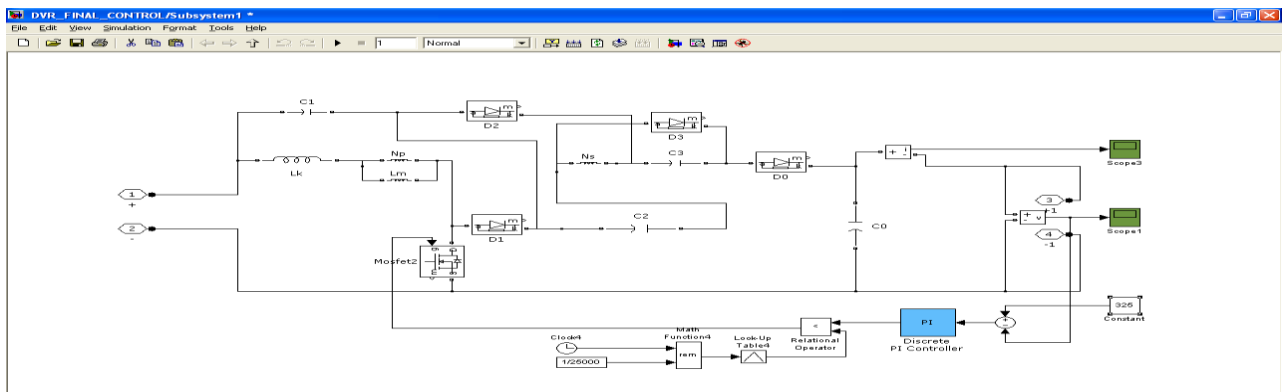 DVR_FINAL_CONTROL/Subsystem1 *
File Edit View Simulation Format Tools Help
1 Normal
C1
D2
D3
Np
Lk
Lm
Ns
C3
D0
Scope3
1
+
2
-
D1
C2
C0
3
+1
4
-1
Scope1
Mosfet2
325
Constant
PI
Discrete
PI Controller
<
Relational
Operator
Clock4
1/25000
Math
Function4
rem
Look-Up
Table4